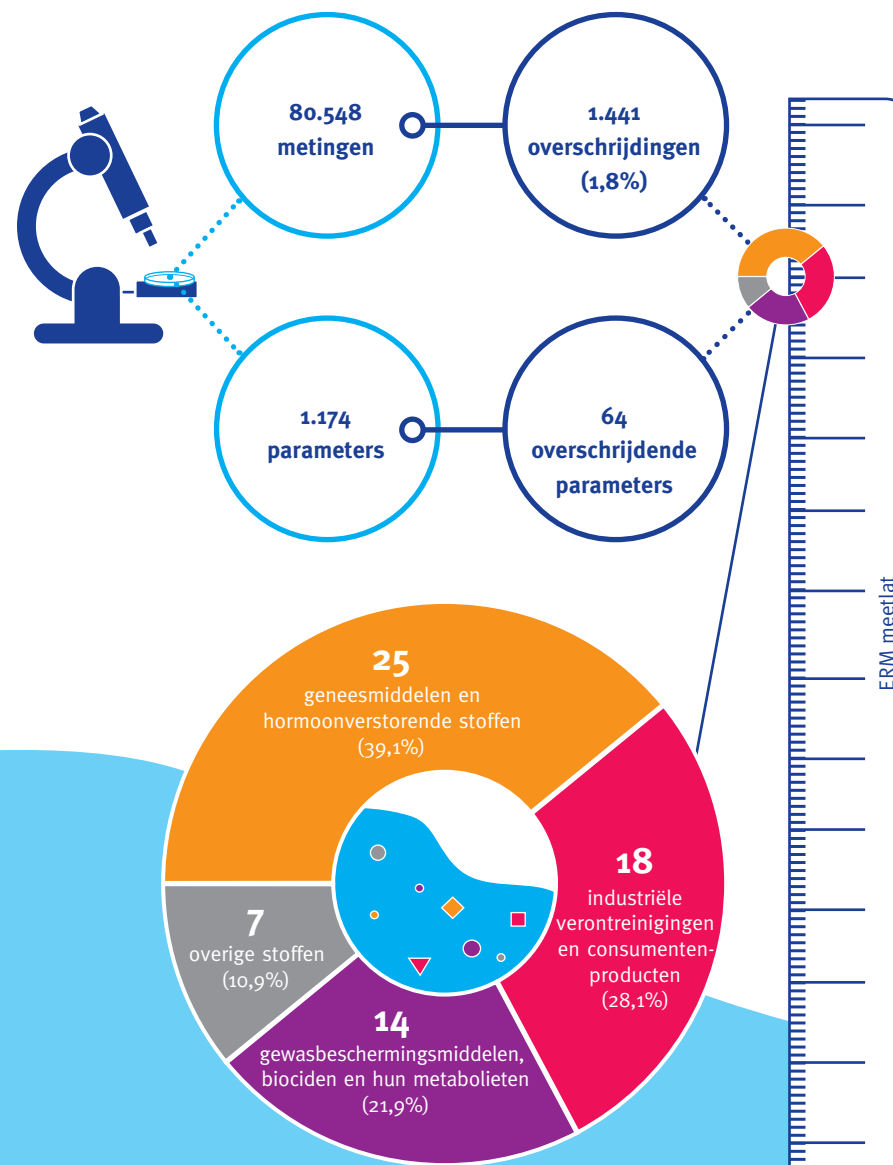 80.548
metingen
1.441
overschrijdingen
(1,8%)
1.174
parameters
64
overschrijdende
parameters
ERM meetlat
25
geneesmiddelen en
hormoonverstorende stoffen
(39,1%)
18
industriële
verontreinigingen
en consumenten-
producten
(28,1%)
7
overige stoffen
(10,9%)
14
gewasbeschermingsmiddelen,
biociden en hun metabolieten
(21,9%)